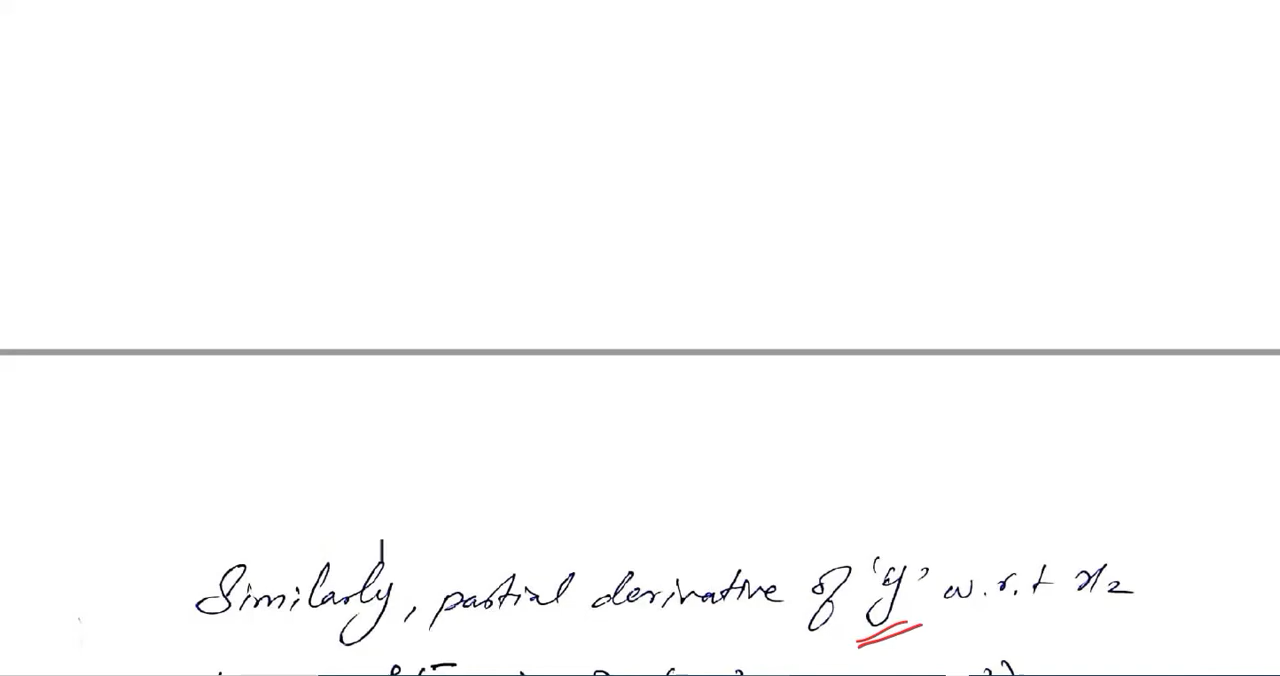 Similarly, partial derivative of 'y' w.r.t x2